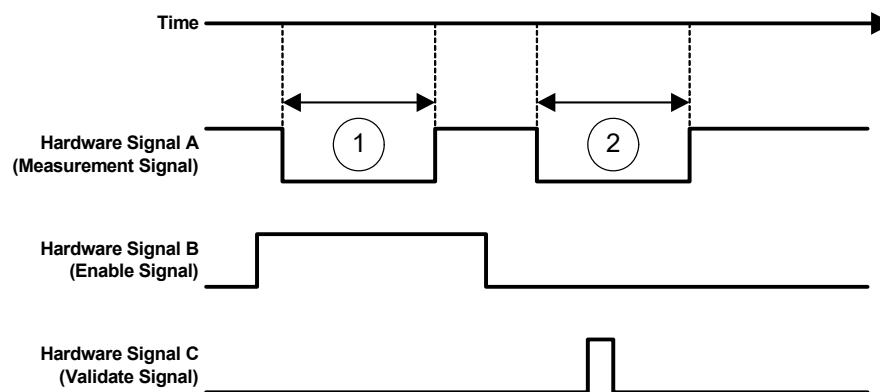 Time
1
2
Hardware Signal A
(Measurement Signal)
Hardware Signal B
(Enable Signal)
Hardware Signal C
(Validate Signal)